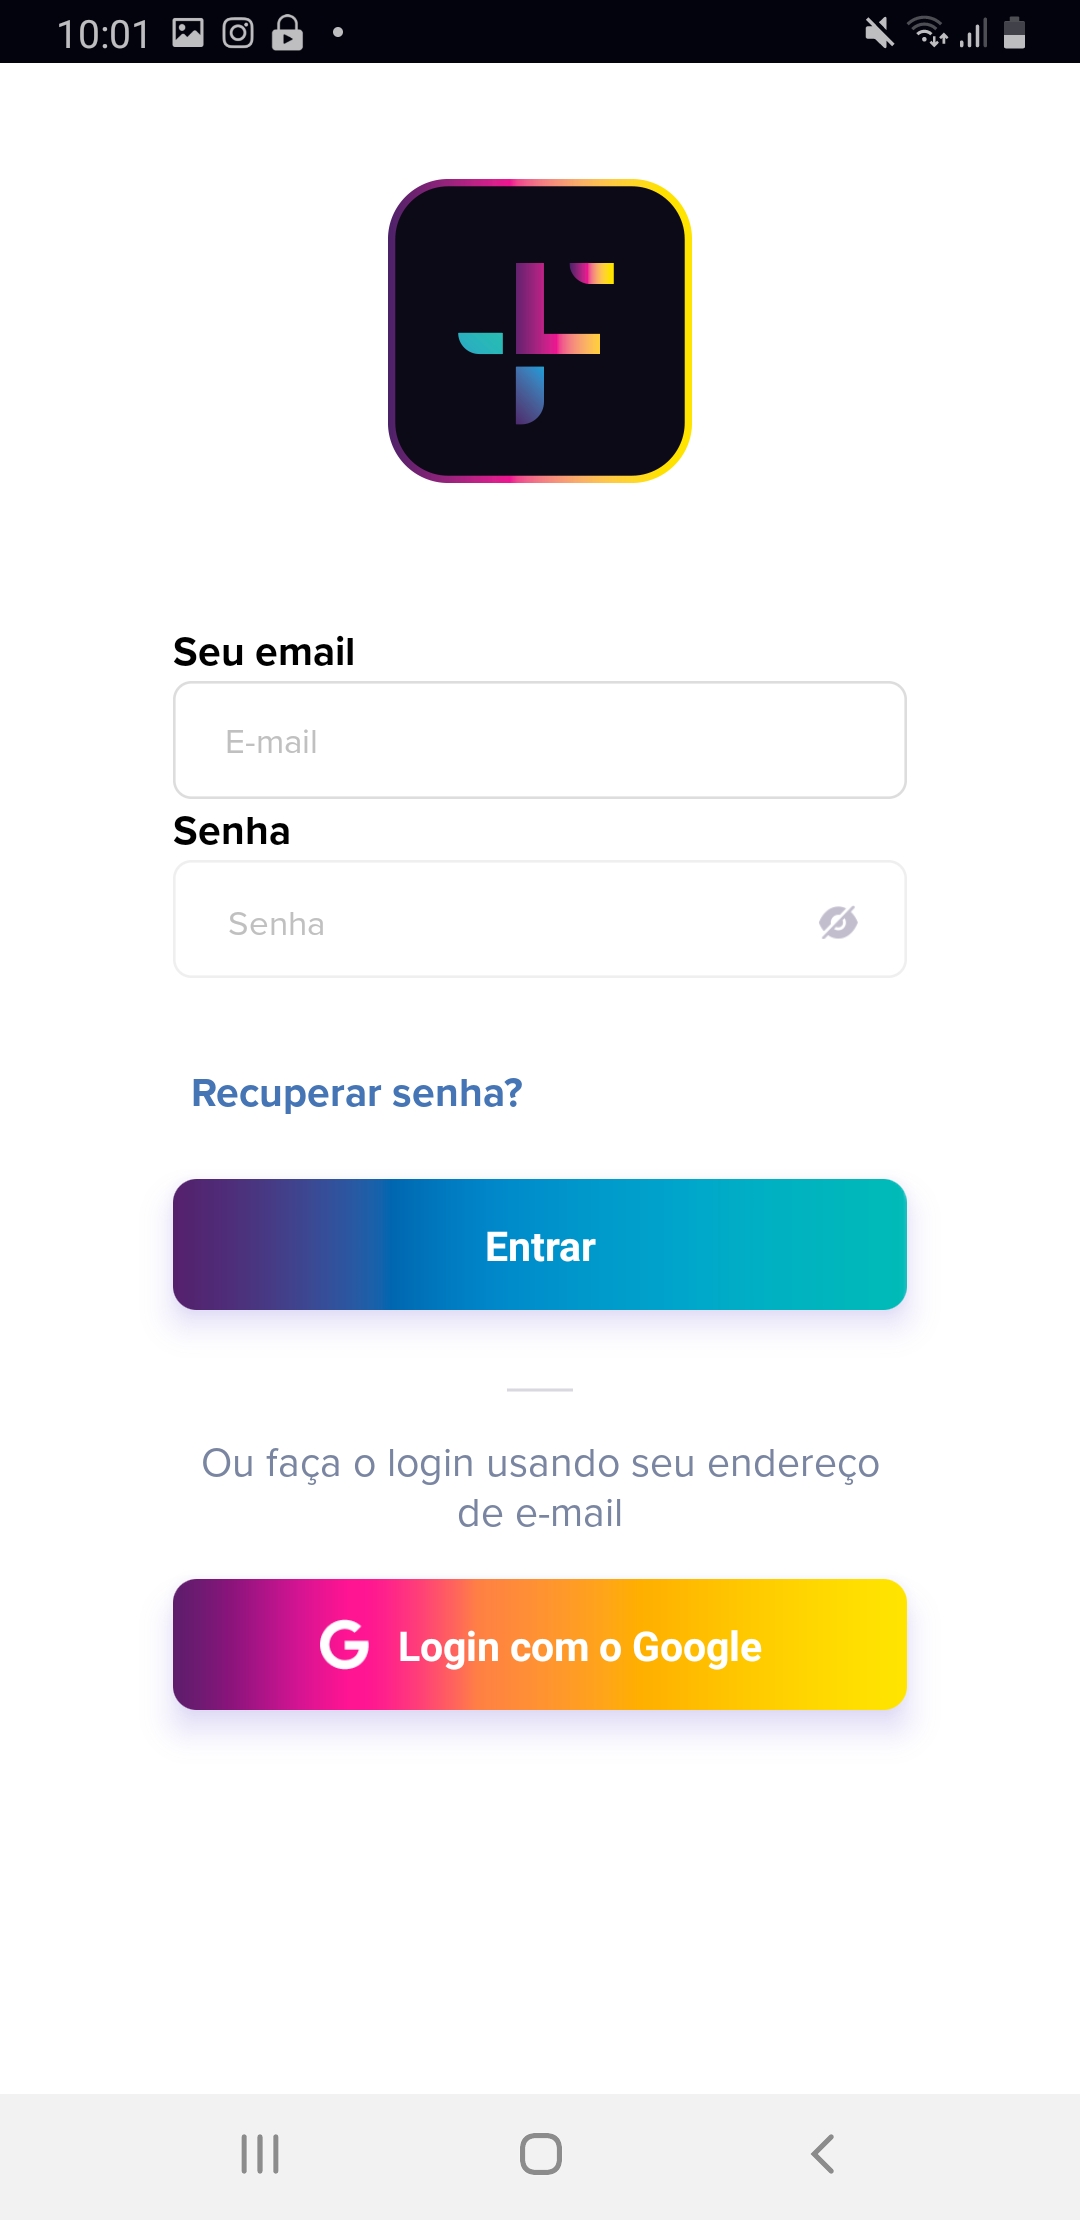 10:01
Seu email
E-mail
Senha
Senha
Recuperar senha?
Entrar
Ou faça o login usando seu endereço
de e-mail
G Login com o Google